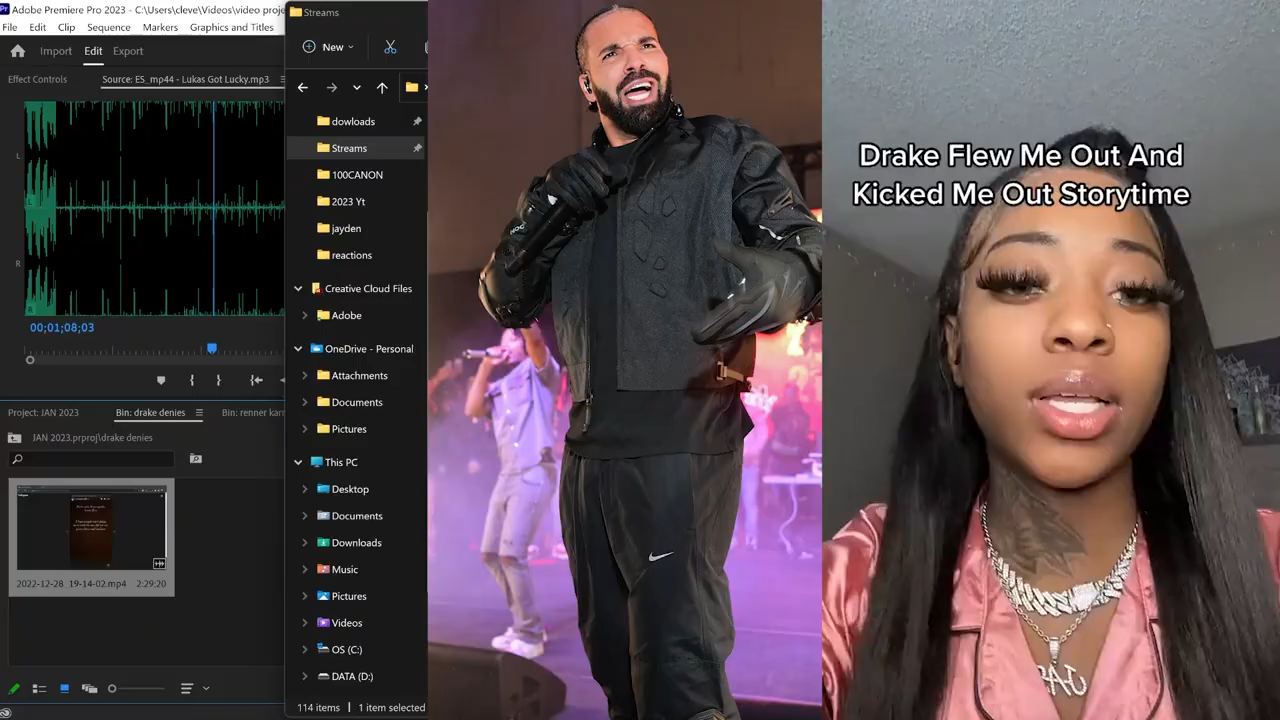 Adobe Premiere Pro 2023 - C:\Users\cleve\Videos\video proje
File Edit Clip Sequence Markers Graphics and Titles
Import Edit Export
Effect Controls
Source: ES_mp44 - Lukas Got Lucky.mp3
L
L
R
R
00;01;08;03
Project: JAN 2023
Bin: drake denies
Bin: renner karr
JAN 2023.prproj\drake denies
2022-12-28_19-14-02.mp4 2:29:20
Streams
New
dowloads
Streams
100CANON
2023 Yt
jayden
reactions
Creative Cloud Files
Adobe
OneDrive - Personal
Attachments
Documents
Pictures
This PC
Desktop
Documents
Downloads
Music
Pictures
Videos
OS (C:)
DATA (D:)
114 items 1 item selected
Drake Flew Me Out And
Kicked Me Out Storytime